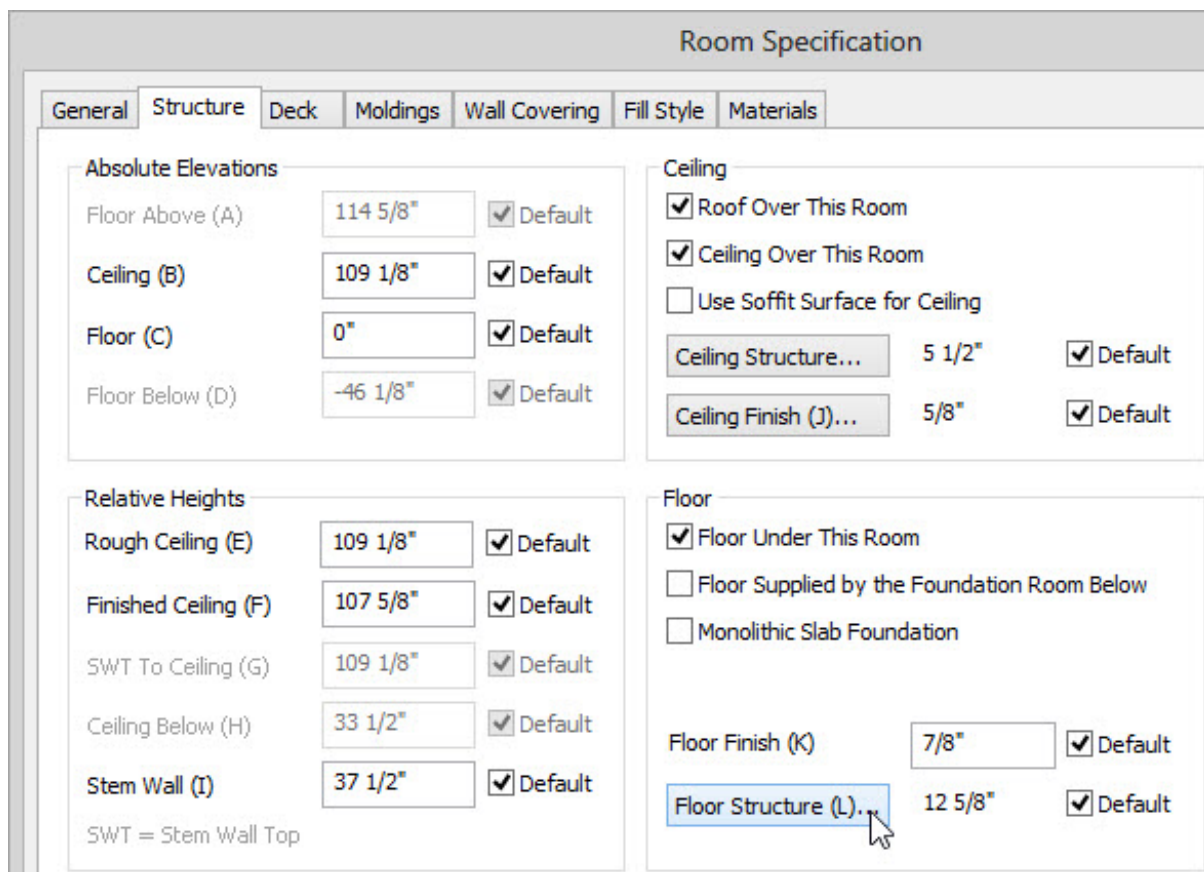 Room Specification
General Structure Deck Moldings Wall Covering Fill Style Materials
Absolute Elevations
Floor Above (A) 114 5/8" Default
Ceiling (B) 109 1/8" Default
Floor (C) 0" Default
Floor Below (D) -46 1/8" Default
Ceiling
Roof Over This Room
Ceiling Over This Room
Use Soffit Surface for Ceiling
Ceiling Structure... 5 1/2" Default
Ceiling Finish (J)... 5/8" Default
Relative Heights
Rough Ceiling (E) 109 1/8" Default
Finished Ceiling (F) 107 5/8" Default
SWT To Ceiling (G) 109 1/8" Default
Ceiling Below (H) 33 1/2" Default
Stem Wall (I) 37 1/2" Default
SWT = Stem Wall Top
Floor
Floor Under This Room
Floor Supplied by the Foundation Room Below
Monolithic Slab Foundation
Floor Finish (K) 7/8" Default
Floor Structure (L)... 12 5/8" Default